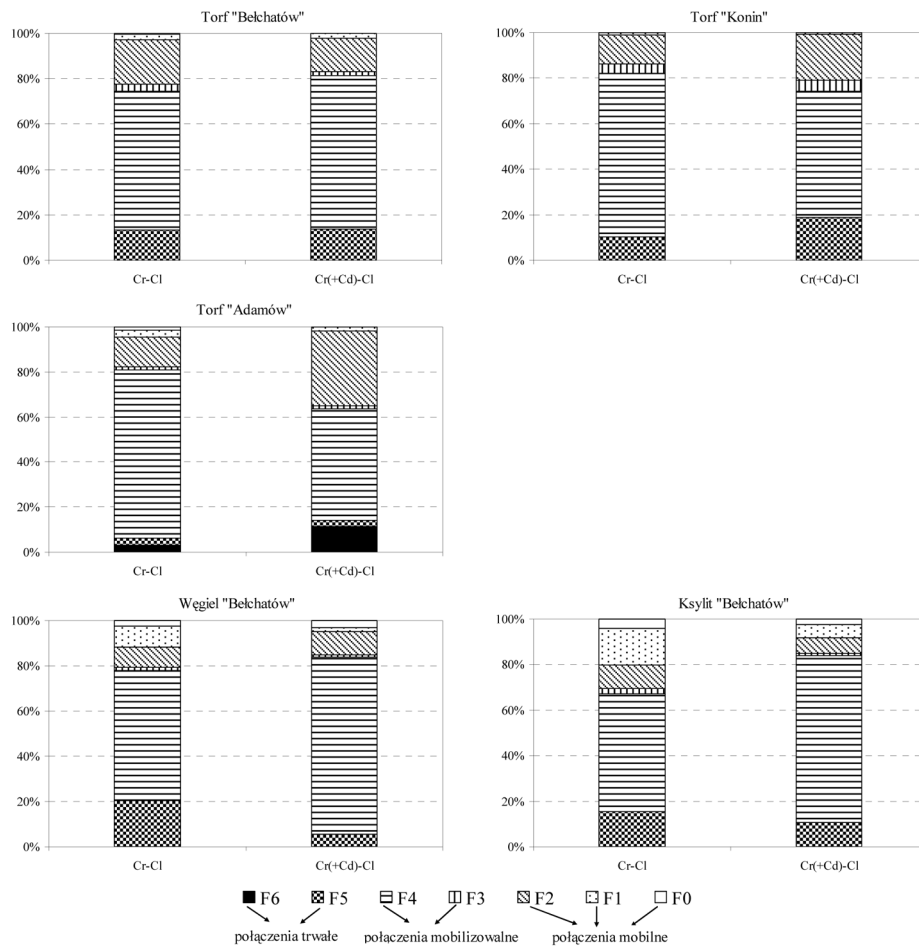 Torf "Bełchatów"
100%
80%
60%
40%
20%
0%
Cr-Cl Cr(+Cd)-Cl
Torf "Konin"
100%
80%
60%
40%
20%
0%
Cr-Cl Cr(+Cd)-Cl
Torf "Adamów"
100%
80%
60%
40%
20%
0%
Cr-Cl Cr(+Cd)-Cl
Węgiel "Bełchatów"
100%
80%
60%
40%
20%
0%
Cr-Cl Cr(+Cd)-Cl
Ksylit "Bełchatów"
100%
80%
60%
40%
20%
0%
Cr-Cl Cr(+Cd)-Cl
F6 F5 F4 F3 F2 F1 F0
połączenia trwałe połączenia mobilizowalne połączenia mobilne